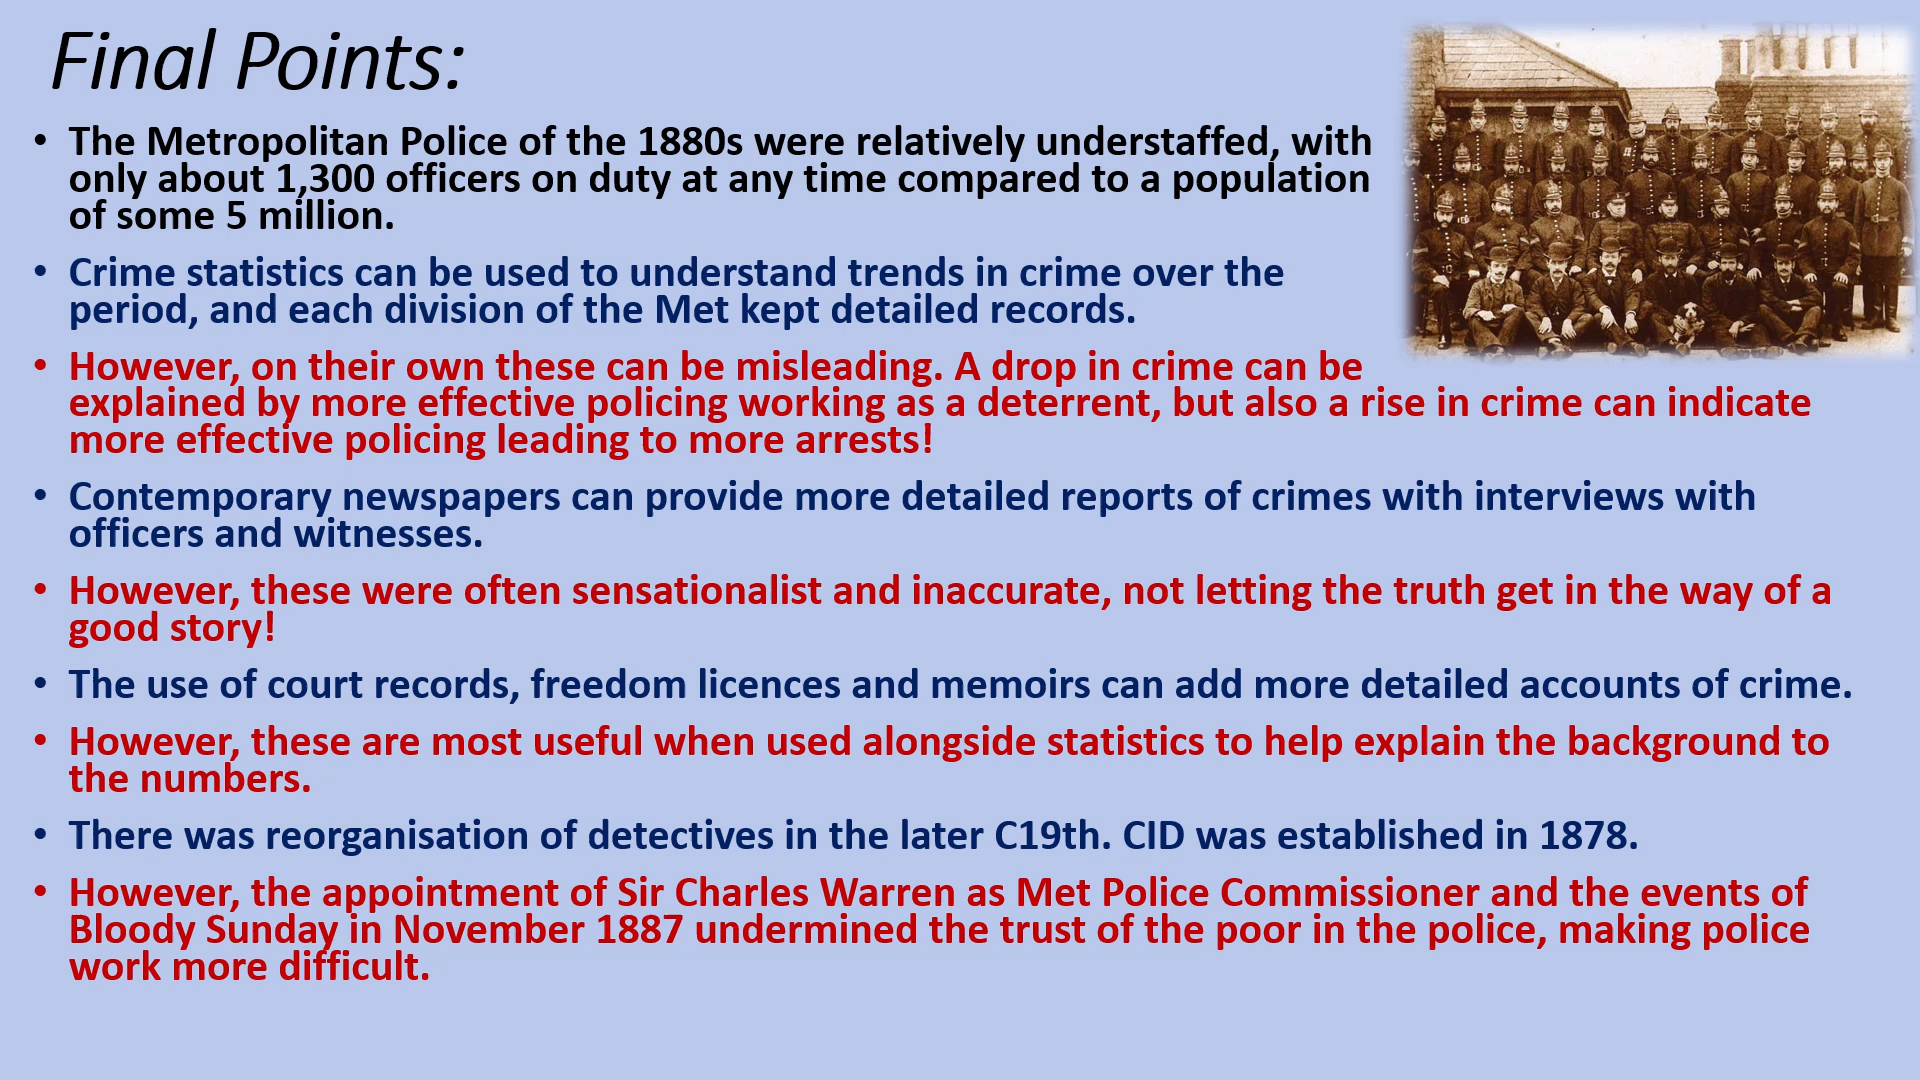 Final Points:
• The Metropolitan Police of the 1880s were relatively understaffed, with
only about 1,300 officers on duty at any time compared to a population
of some 5 million.
• Crime statistics can be used to understand trends in crime over the
period, and each division of the Met kept detailed records.
• However, on their own these can be misleading. A drop in crime can be
explained by more effective policing working as a deterrent, but also a rise in crime can indicate
more effective policing leading to more arrests!
• Contemporary newspapers can provide more detailed reports of crimes with interviews with
officers and witnesses.
• However, these were often sensationalist and inaccurate, not letting the truth get in the way of a
good story!
• The use of court records, freedom licences and memoirs can add more detailed accounts of crime.
• However, these are most useful when used alongside statistics to help explain the background to
the numbers.
• There was reorganisation of detectives in the later C19th. CID was established in 1878.
• However, the appointment of Sir Charles Warren as Met Police Commissioner and the events of
Bloody Sunday in November 1887 undermined the trust of the poor in the police, making police
work more difficult.